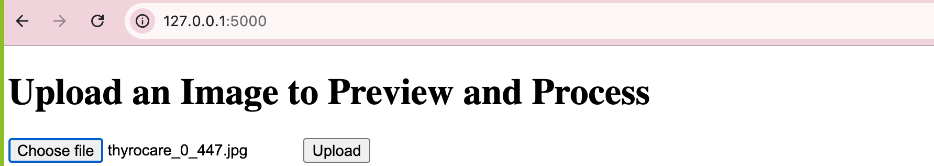 127.0.0.1:5000
Upload an Image to Preview and Process
Choose file thyrocare_0_447.jpg Upload